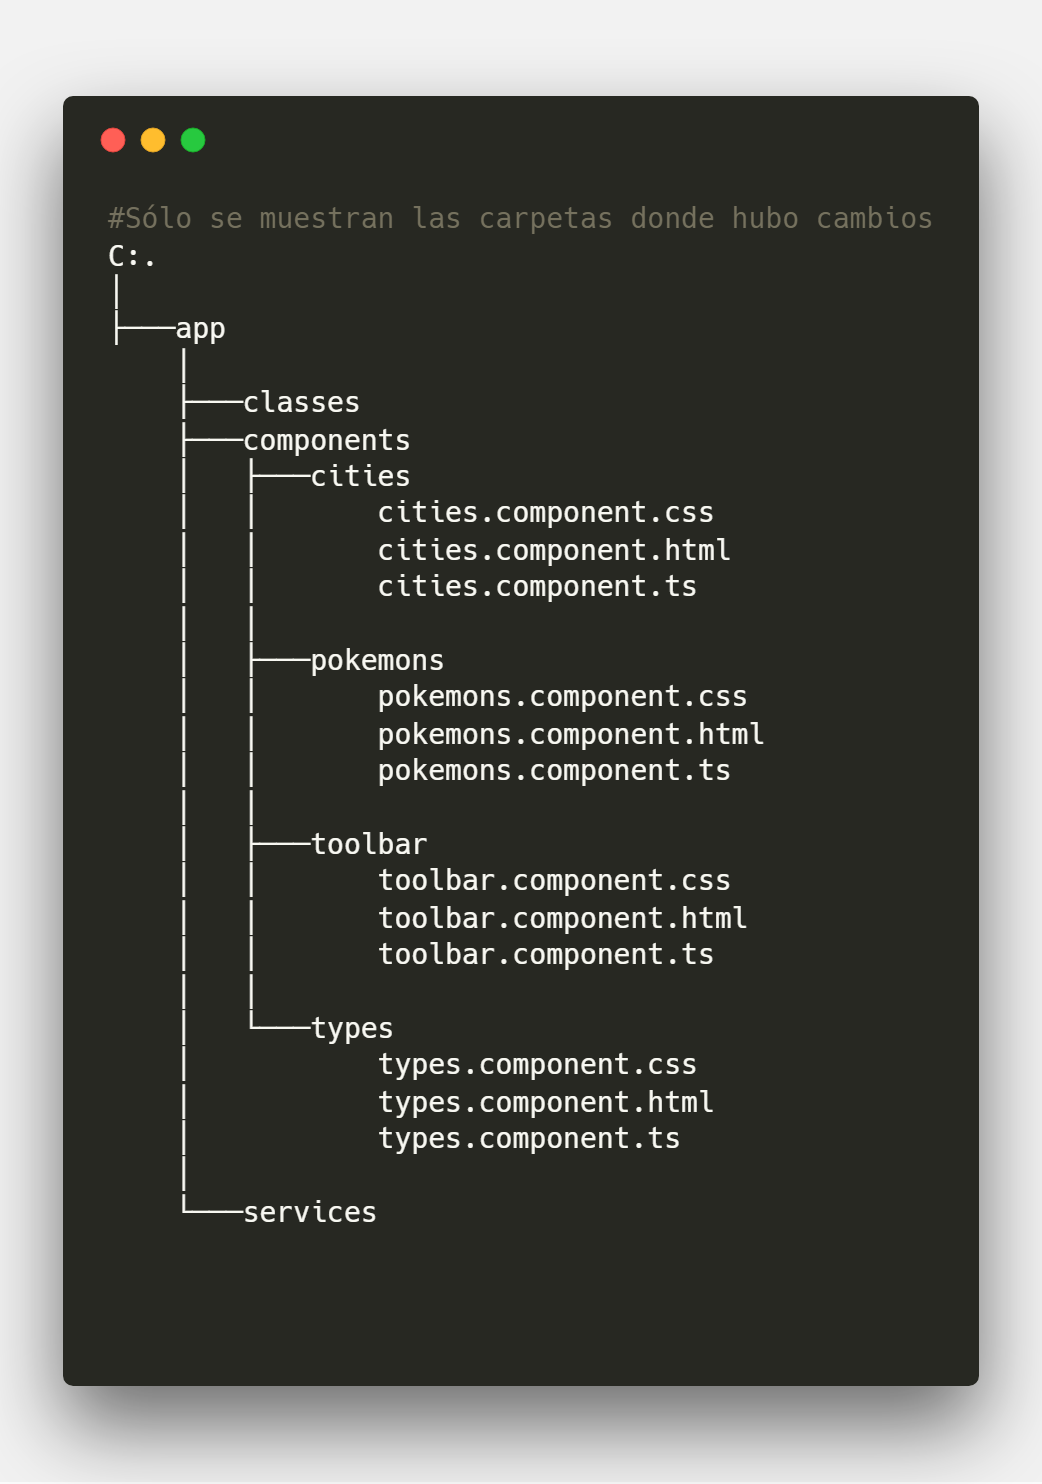 #Sólo se muestran las carpetas donde hubo cambios
C:.
│
├───app
    │
    ├───classes
    ├───components
    │   ├───cities
    │   │       cities.component.css
    │   │       cities.component.html
    │   │       cities.component.ts
    │   │
    │   ├───pokemons
    │   │       pokemons.component.css
    │   │       pokemons.component.html
    │   │       pokemons.component.ts
    │   │
    │   ├───toolbar
    │   │       toolbar.component.css
    │   │       toolbar.component.html
    │   │       toolbar.component.ts
    │   │
    │   └───types
    │           types.component.css
    │           types.component.html
    │           types.component.ts
    │
    └───services